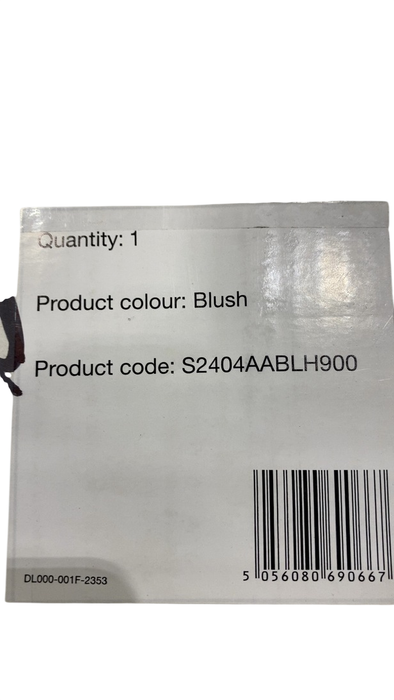 Quantity: 1
Product colour: Blush
Product code: S2404AABLH900
DL000-001F-2353
5 056080 690667